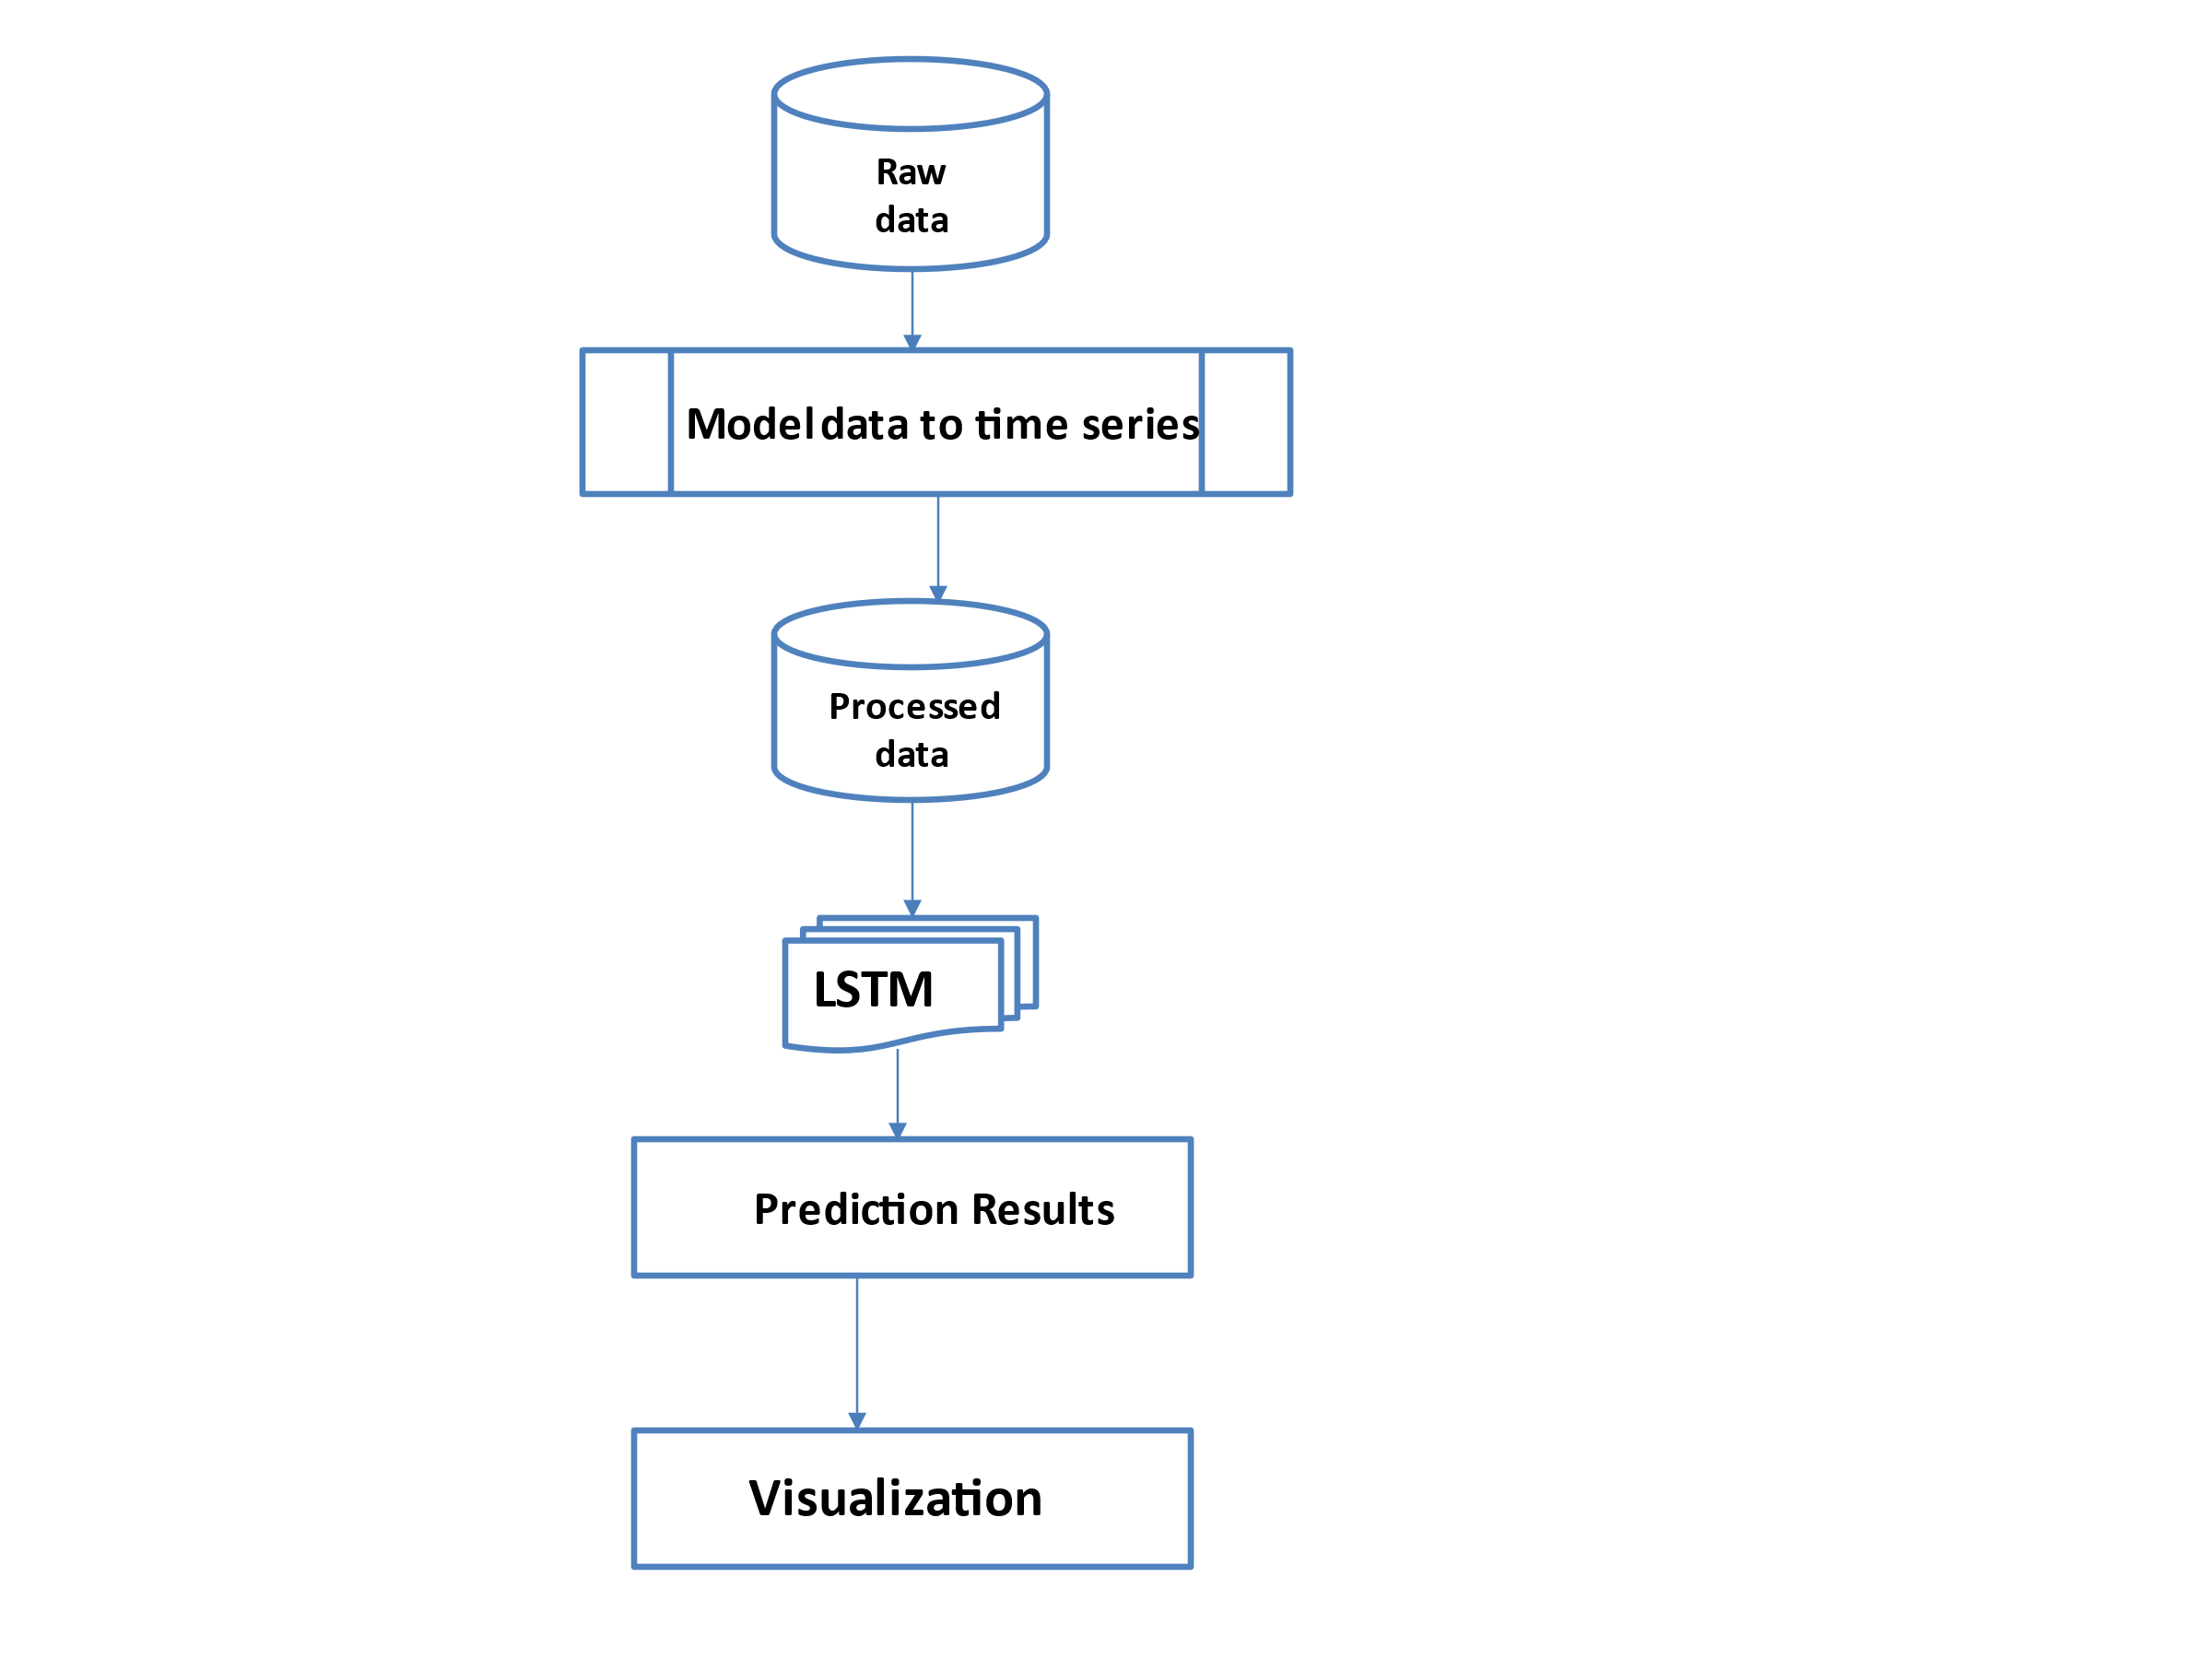 Raw
data
Model data to time series
Processed
data
LSTM
Prediction Results
Visualization